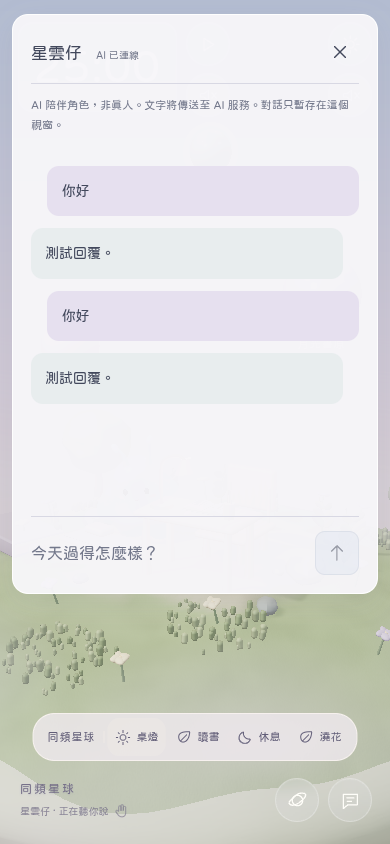 星雲仔 AI 已連線
AI 陪伴角色，非真人。文字將傳送至 AI 服務。對話只暫存在這個
視窗。
你好
測試回覆。
你好
測試回覆。
今天過得怎麼樣？
同頻星球 桌燈 讀書 休息 澆花
同頻星球
星雲仔·正在聽你說